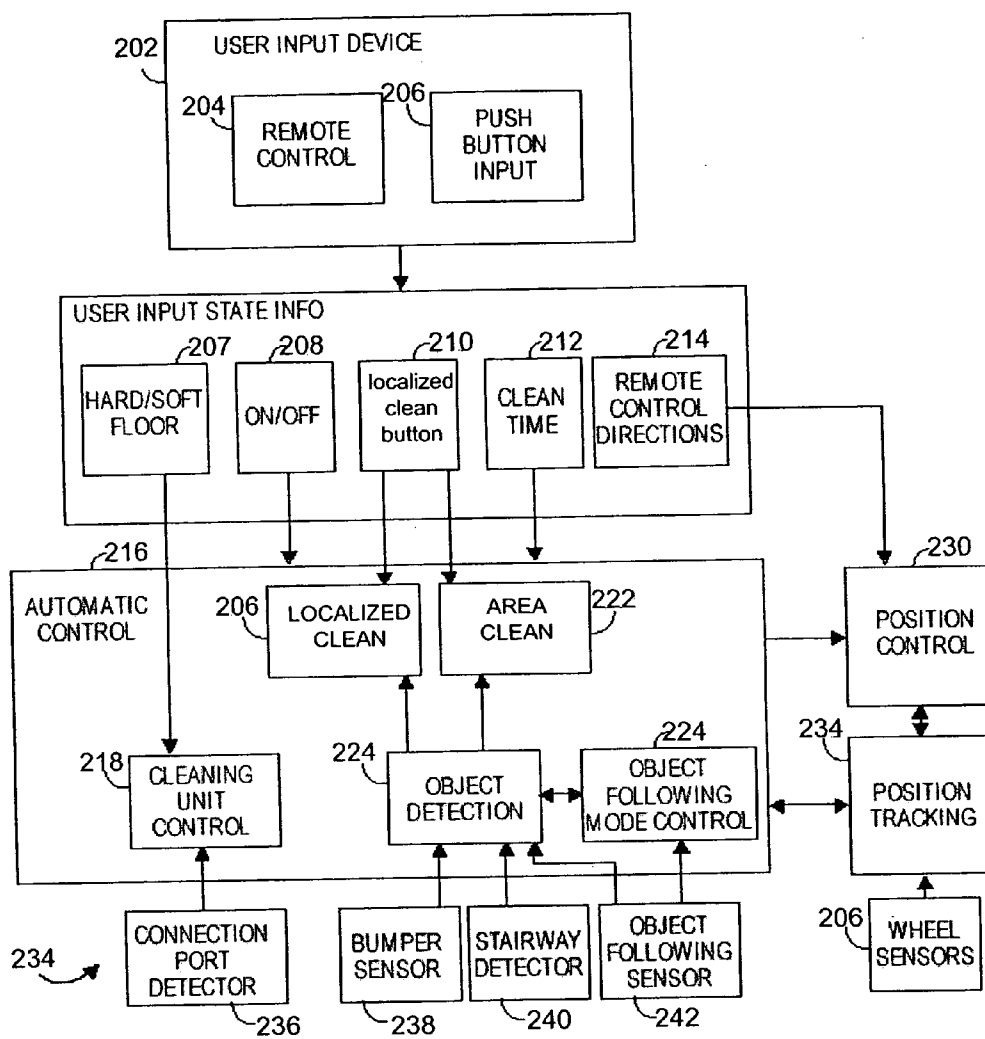 USER INPUT DEVICE
202
204
206
REMOTE
CONTROL
PUSH
BUTTON
INPUT
USER INPUT STATE INFO
207
208
210
212
214
HARD/SOFT
FLOOR
ON/OFF
localized
clean
button
CLEAN
TIME
REMOTE
CONTROL
DIRECTIONS
216
230
AUTOMATIC
CONTROL
206
LOCALIZED
CLEAN
AREA
CLEAN
222
POSITION
CONTROL
218
CLEANING
UNIT
CONTROL
224
OBJECT
DETECTION
224
OBJECT
FOLLOWING
MODE CONTROL
234
POSITION
TRACKING
234
CONNECTION
PORT
DETECTOR
236
BUMPER
SENSOR
238
STAIRWAY
DETECTOR
240
OBJECT
FOLLOWING
SENSOR
242
206
WHEEL
SENSORS